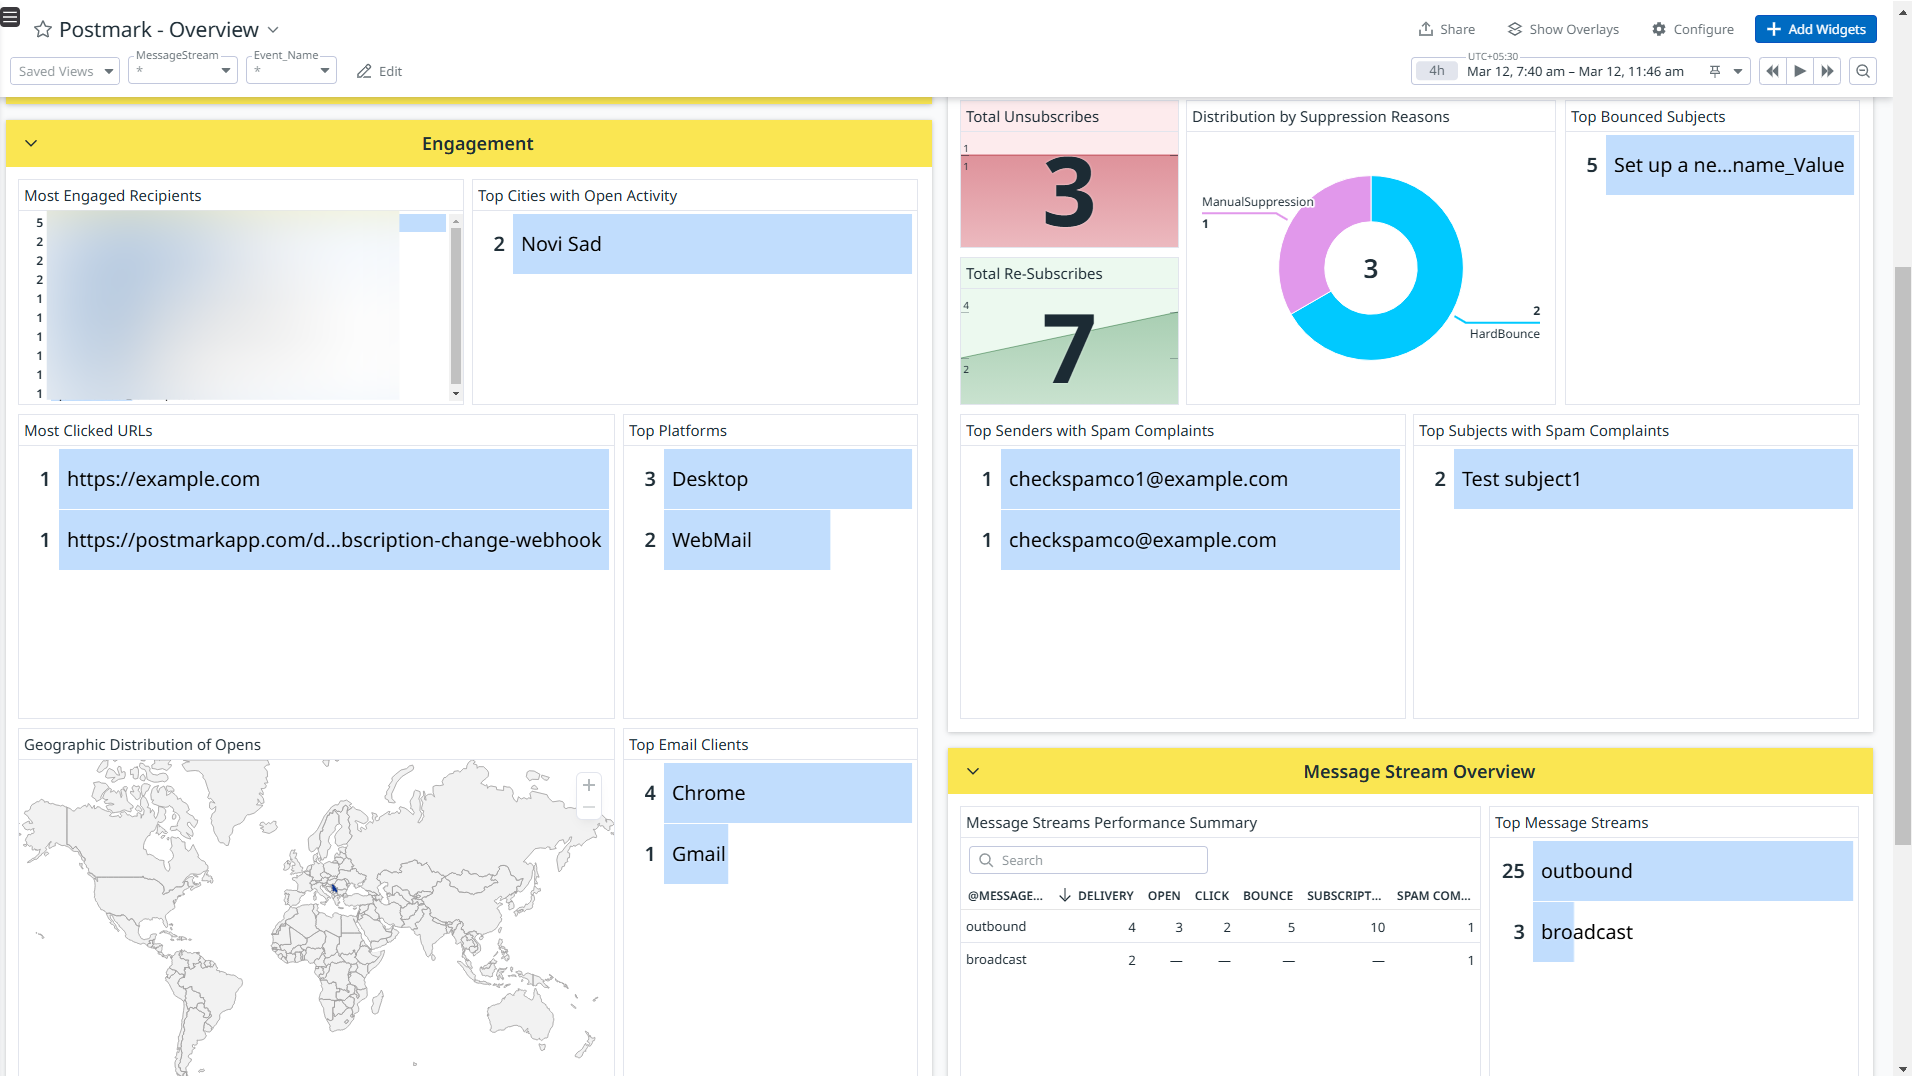 Postmark - Overview
Share
Show Overlays
Configure
Add Widgets
Saved Views
MessageStream
*
Event_Name
*
Edit
UTC+05:30
4h
Mar 12, 7:40 am – Mar 12, 11:46 am
Engagement
Most Engaged Recipients
5
2
2
2
1
1
1
1
1
1
Top Cities with Open Activity
2 Novi Sad
Most Clicked URLs
1 https://example.com
1 https://postmarkapp.com/d...bscription-change-webhook
Top Platforms
3 Desktop
2 WebMail
Geographic Distribution of Opens
+
−
Top Email Clients
4 Chrome
1 Gmail
Total Unsubscribes
1
1
3
Total Re-Subscribes
4
2
7
Distribution by Suppression Reasons
ManualSuppression
1
3
2
HardBounce
Top Bounced Subjects
5 Set up a ne...name_Value
Top Senders with Spam Complaints
1 checkspamco1@example.com
1 checkspamco@example.com
Top Subjects with Spam Complaints
2 Test subject1
Message Stream Overview
Message Streams Performance Summary
Search
@MESSAGE... DELIVERY OPEN CLICK BOUNCE SUBSCRIPT... SPAM COM...
outbound 4 3 2 5 10 1
broadcast 2 — — — — 1
Top Message Streams
25 outbound
3 broadcast